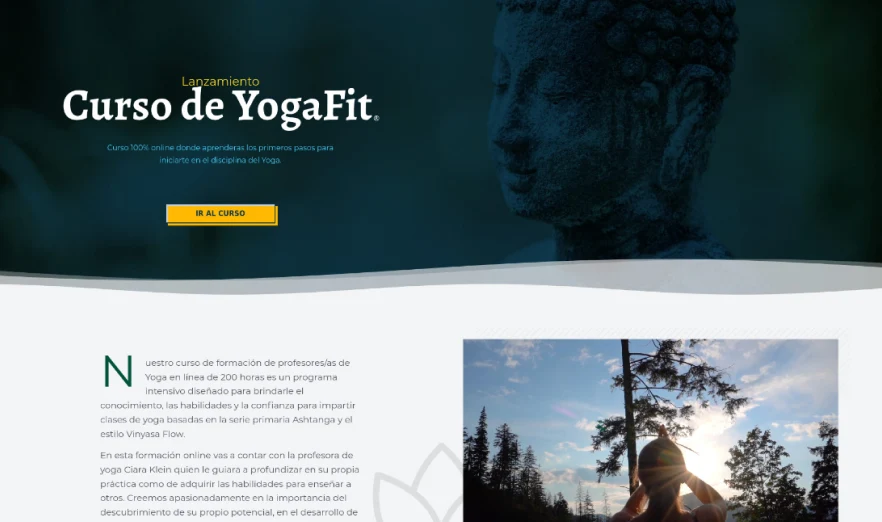 Lanzamiento
Curso de YogaFit®
Curso 100% online donde aprenderas los primeros pasos para
iniciarte en el disciplina del Yoga.
IR AL CURSO
Nuestro curso de formación de profesores/as de
Yoga en línea de 200 horas es un programa
intensivo diseñado para brindarle el
conocimiento, las habilidades y la confianza para impartir
clases de yoga basadas en la serie primaria Ashtanga y el
estilo Vinyasa Flow.
En esta formación online vas a contar con la profesora de
yoga Ciara Klein quien le guiara a profundizar en su propia
práctica como de adquirir las habilidades para enseñar a
otros. Creemos apasionadamente en la importancia del
descubrimiento de su propio potencial, en el desarrollo de